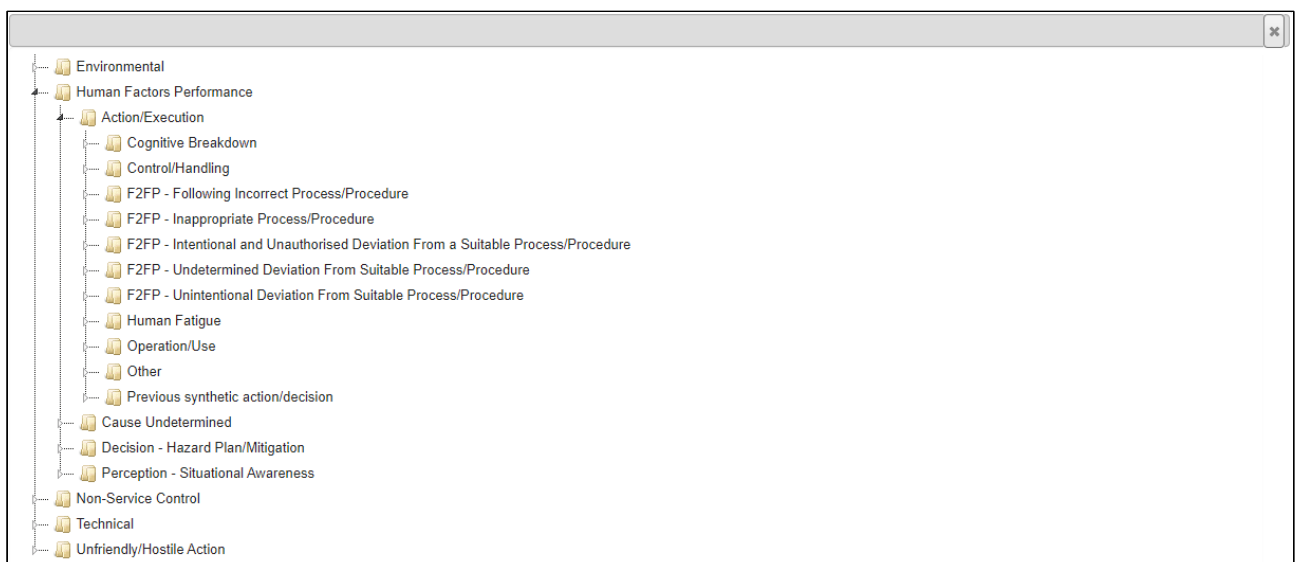 Environmental
Human Factors Performance
Action/Execution
Cognitive Breakdown
Control/Handling
F2FP - Following Incorrect Process/Procedure
F2FP - Inappropriate Process/Procedure
F2FP - Intentional and Unauthorised Deviation From a Suitable Process/Procedure
F2FP - Undetermined Deviation From Suitable Process/Procedure
F2FP - Unintentional Deviation From Suitable Process/Procedure
Human Fatigue
Operation/Use
Other
Previous synthetic action/decision
Cause Undetermined
Decision - Hazard Plan/Mitigation
Perception - Situational Awareness
Non-Service Control
Technical
Unfriendly/Hostile Action